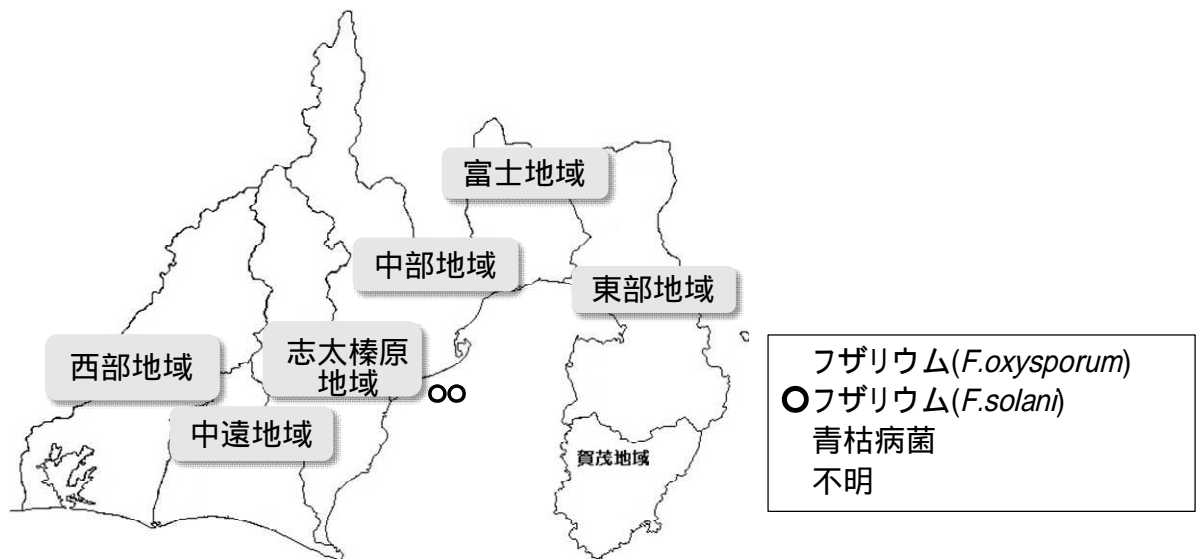 富士地域
中部地域
東部地域
志太榛原
地域
西部地域
中遠地域
賀茂地域
フザリウム(F.oxysporum)
フザリウム(F.solani)
青枯病菌
不明